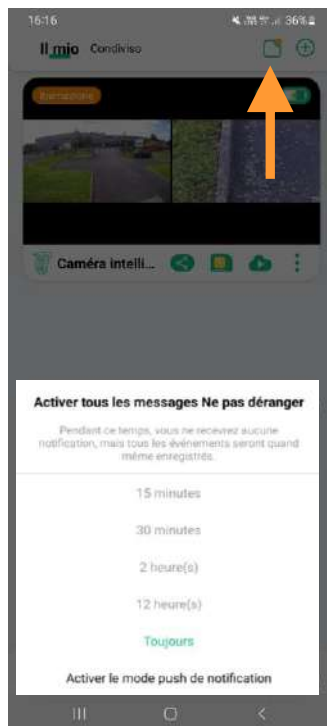 16:16
36%
Il mio Condiviso
Caméra intelli...
Activer tous les messages Ne pas déranger
Pendant ce temps, vous ne recevrez aucune
notification, mais tous les événements seront quand
même enregistrés.
15 minutes
30 minutes
2 heure(s)
12 heure(s)
Toujours
Activer le mode push de notification